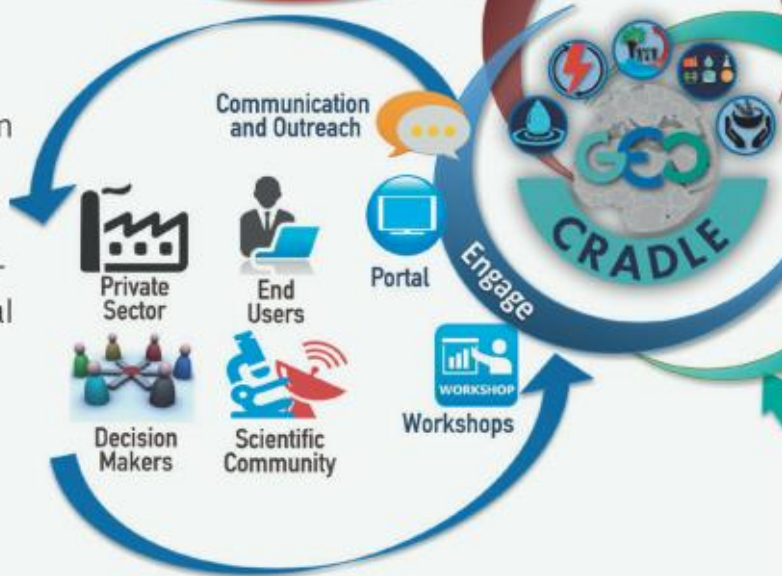 Communication
and Outreach
Private
Sector
End
Users
Portal
Engage
GEO
CRADLE
Decision
Makers
Scientific
Community
WORKSHOP
Workshops